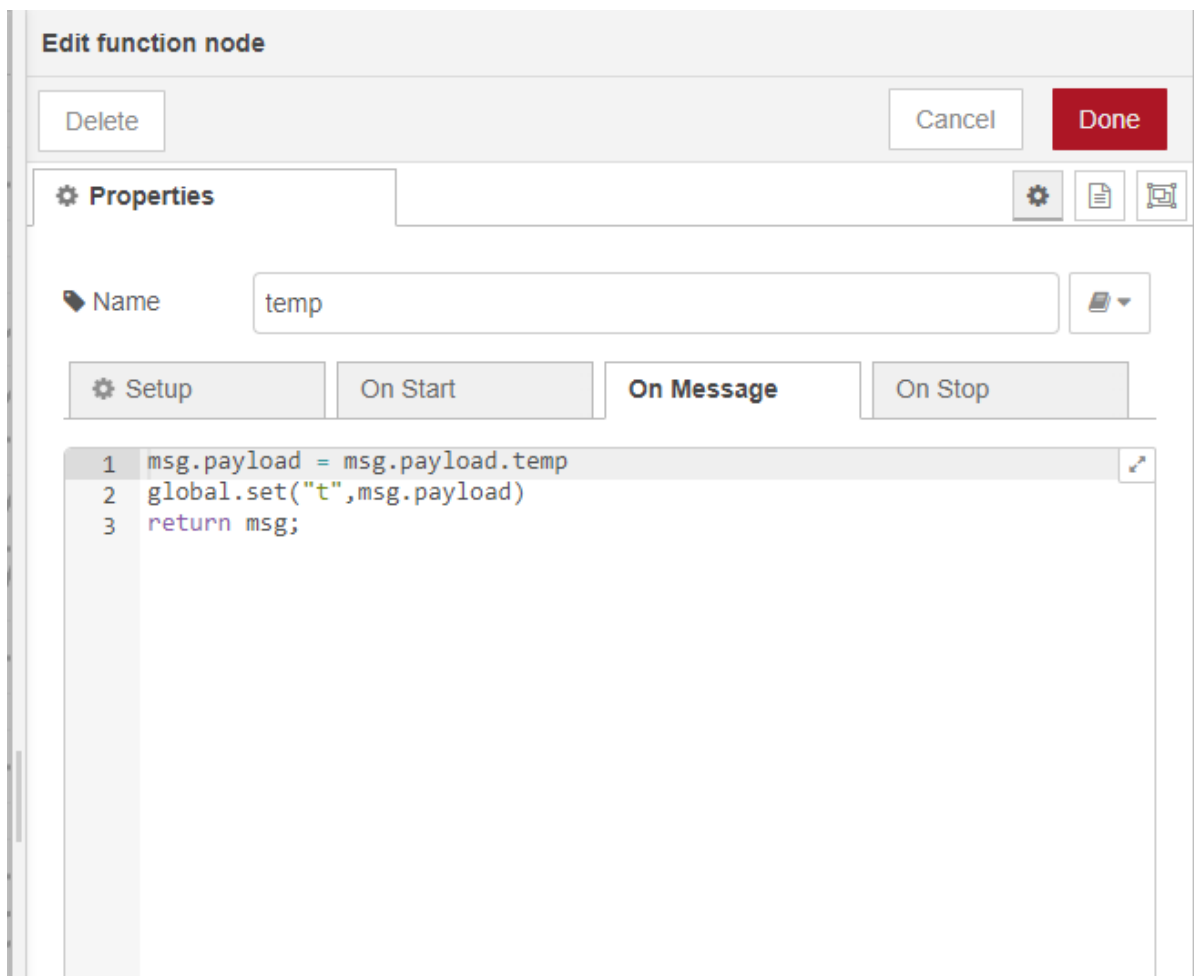 Edit function node
Delete Cancel Done
Properties
Name temp
Setup On Start On Message On Stop
1 msg.payload = msg.payload.temp
2 global.set("t",msg.payload)
3 return msg;